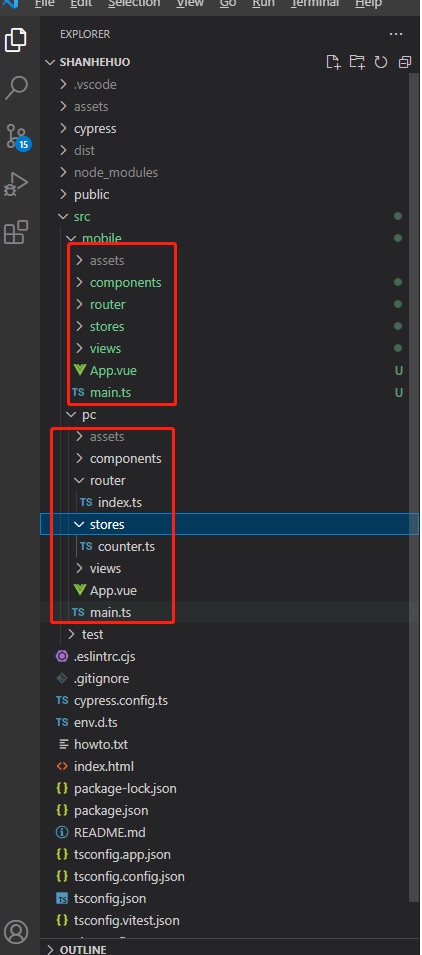 File Edit Selection View Go Run Terminal Help
EXPLORER
SHANHEHUO
.vscode
assets
cypress
15
dist
node_modules
public
src
mobile
assets
components
router
stores
views
App.vue U
TS main.ts U
pc
assets
components
router
TS index.ts
stores
TS counter.ts
views
App.vue
TS main.ts
test
.eslintrc.cjs
.gitignore
TS cypress.config.ts
TS env.d.ts
howto.txt
index.html
package-lock.json
package.json
README.md
tsconfig.app.json
tsconfig.config.json
TS tsconfig.json
tsconfig.vitest.json
OUTLINE